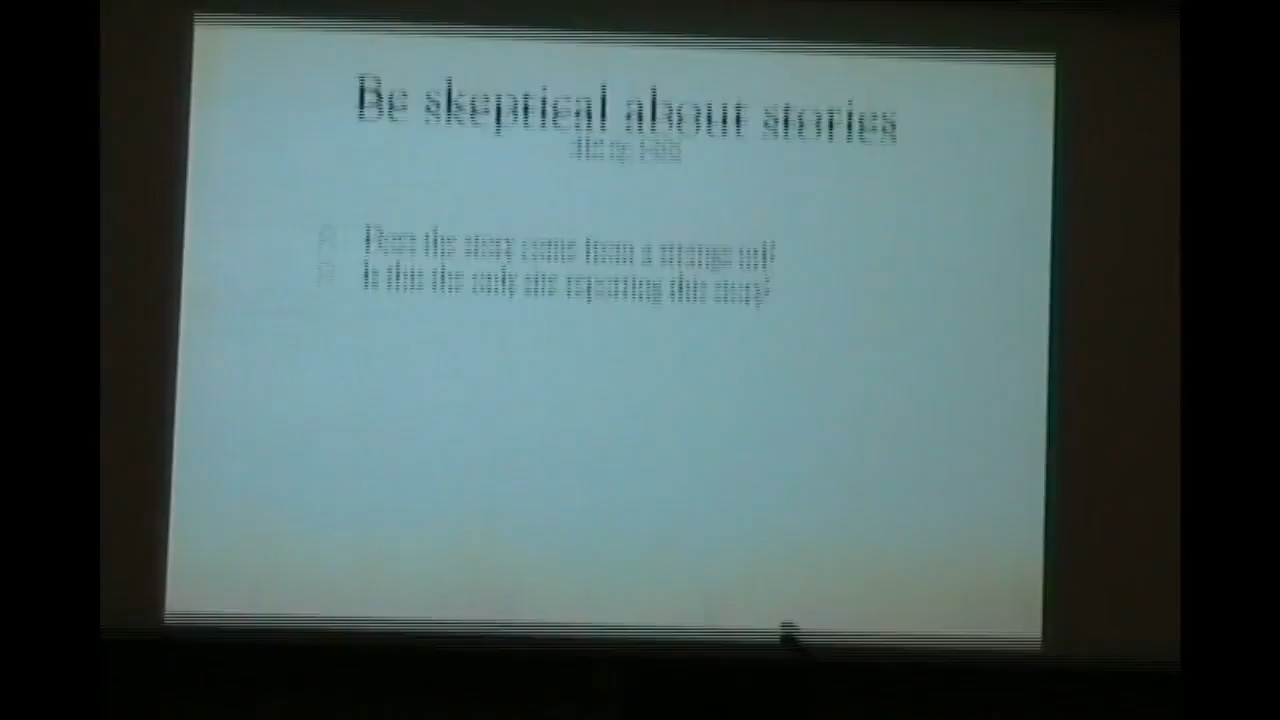 Be skeptical about stories
Does the story come from a strange url?
Is this the only site reporting this story?